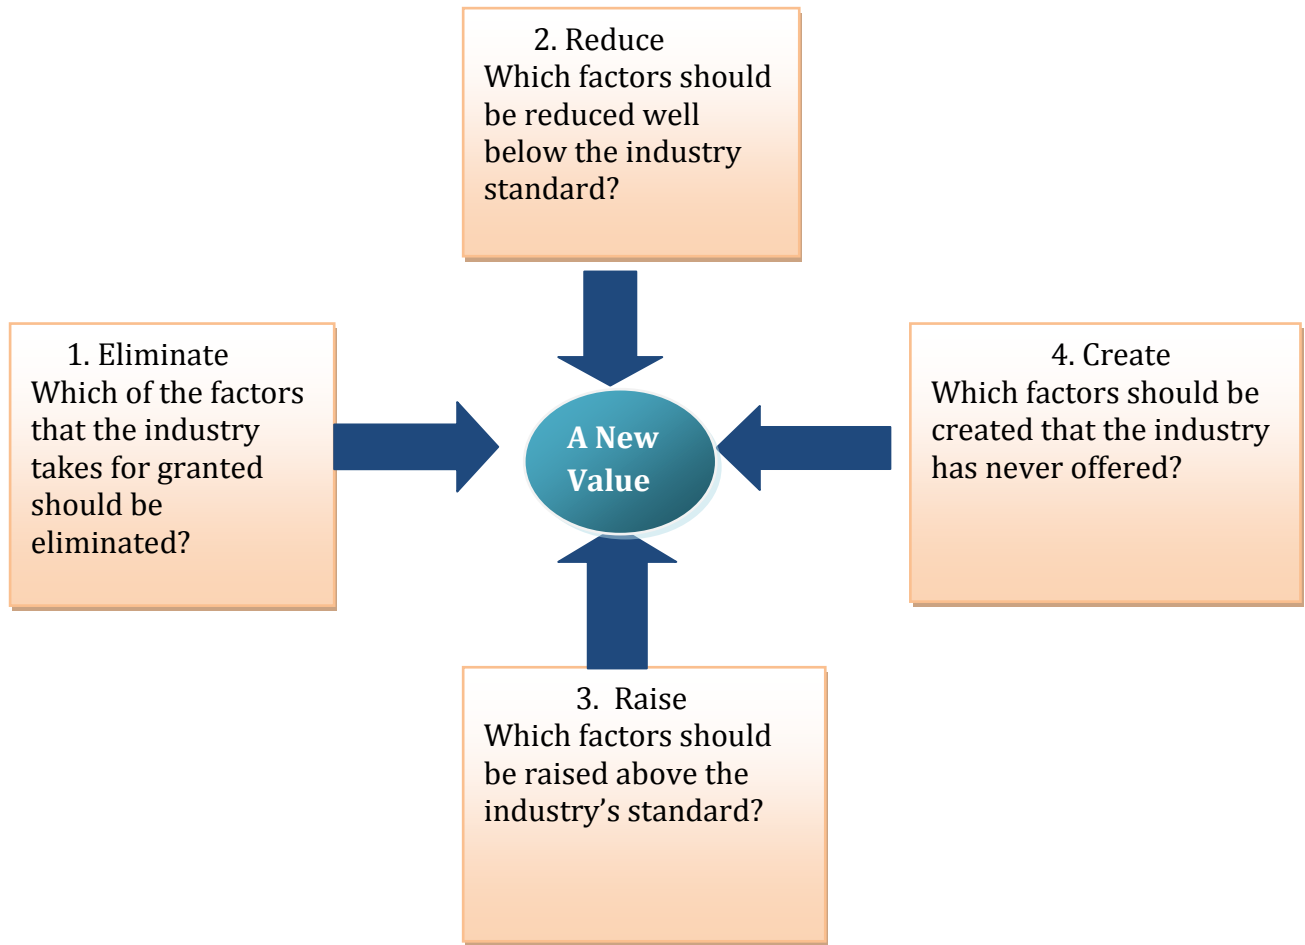 2. Reduce
Which factors should
be reduced well
below the industry
standard?
1. Eliminate
Which of the factors
that the industry
takes for granted
should be
eliminated?
A New
Value
4. Create
Which factors should be
created that the industry
has never offered?
3.  Raise
Which factors should
be raised above the
industry’s standard?